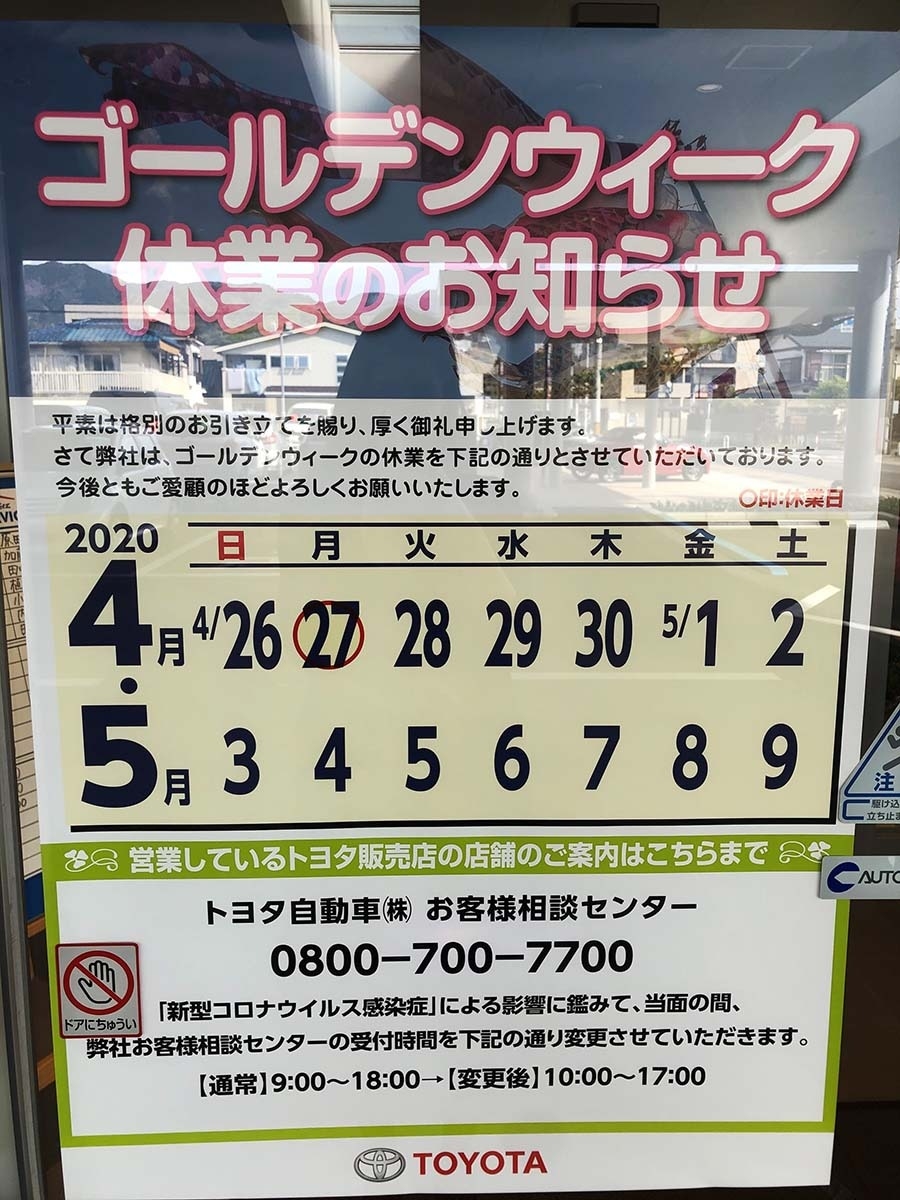 ゴールデンウィーク
休業のお知らせ
平素は格別のお引き立てを賜り、厚く御礼申し上げます。
さて弊社は、ゴールデンウィークの休業を下記の通りとさせていただいております。
今後ともご愛顧のほどよろしくお願いいたします。
〇印:休業日
2020
4月・5月
日 月 火 水 木 金 土
4/26 27 28 29 30 5/1 2
3 4 5 6 7 8 9
営業しているトヨタ販売店の店舗のご案内はこちらまで
トヨタ自動車㈱ お客様相談センター
0800−700−7700
「新型コロナウイルス感染症」による影響に鑑みて、当面の間、
弊社お客様相談センターの受付時間を下記の通り変更させていただきます。
【通常】9:00〜18:00→【変更後】10:00〜17:00
TOYOTA
ドアにちゅうい
注
駆け込
立ち止ま
AUTO